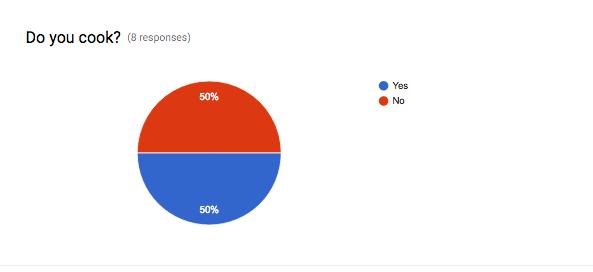 Do you cook? (8 responses)
50%
Yes
No
50%